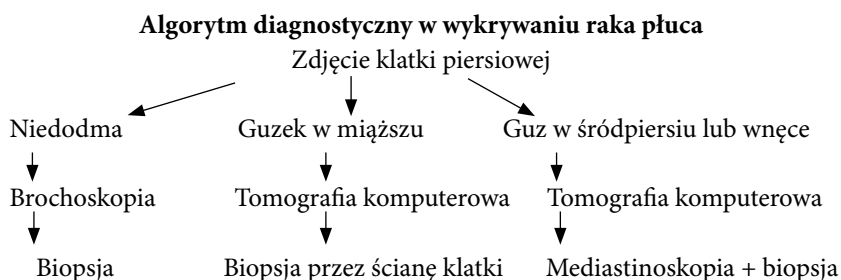 Algorytm diagnostyczny w wykrywaniu raka płuca
Zdjęcie klatki piersiowej
Niedodma Guzek w miąższu Guz w śródpiersiu lub wnęce
Brochoskopia Tomografia komputerowa Tomografia komputerowa
Biopsja Biopsja przez ścianę klatki Mediastinoskopia + biopsja